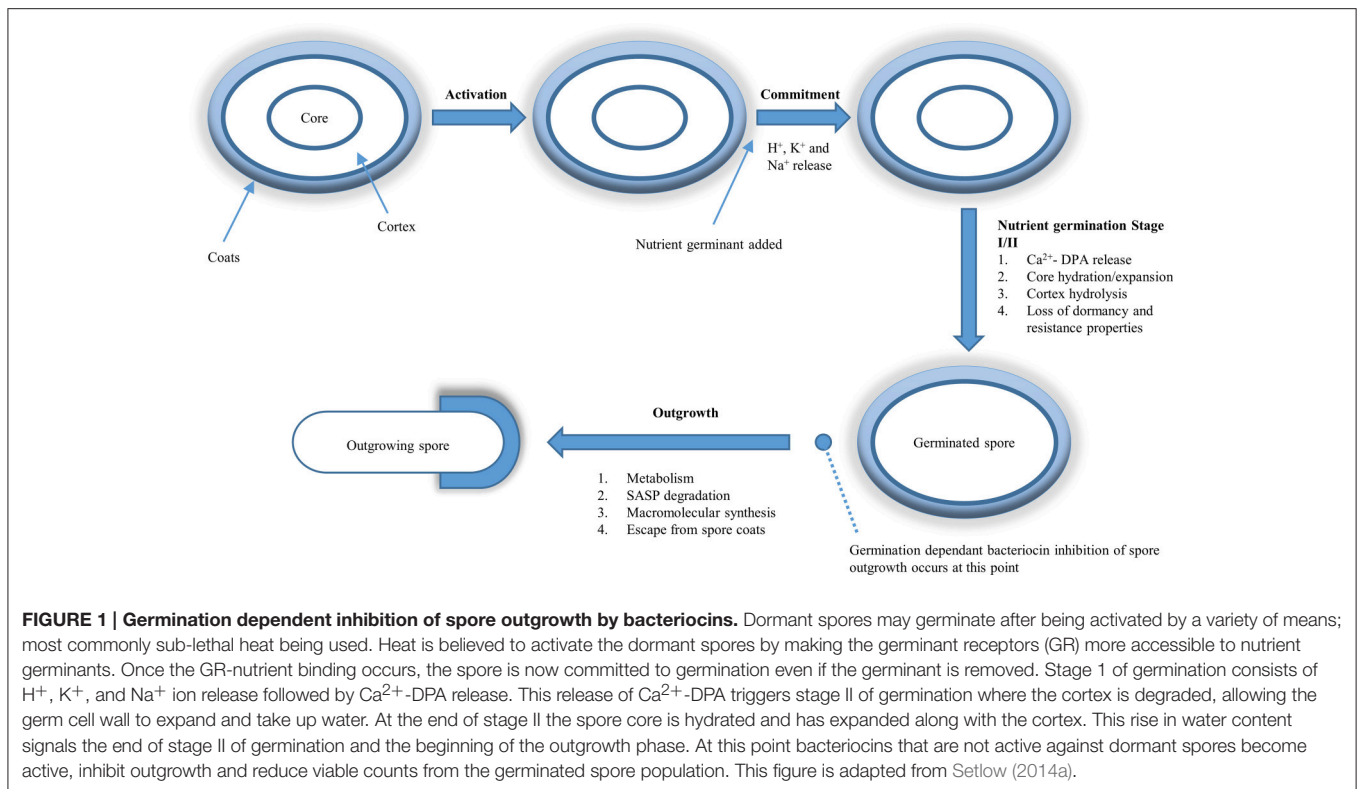 Core
Activation
Commitment
H⁺, K⁺ and
Na⁺ release
Cortex
Coats
Nutrient germinant added
Nutrient germination Stage
I/II
1. Ca²⁺- DPA release
2. Core hydration/expansion
3. Cortex hydrolysis
4. Loss of dormancy and
resistance properties
Outgrowth
Outgrowing spore
Germinated spore
1. Metabolism
2. SASP degradation
3. Macromolecular synthesis
4. Escape from spore coats
Germination dependant bacteriocin inhibition of spore
outgrowth occurs at this point
FIGURE 1 | Germination dependent inhibition of spore outgrowth by bacteriocins. Dormant spores may germinate after being activated by a variety of means;
most commonly sub-lethal heat being used. Heat is believed to activate the dormant spores by making the germinant receptors (GR) more accessible to nutrient
germinants. Once the GR-nutrient binding occurs, the spore is now committed to germination even if the germinant is removed. Stage 1 of germination consists of
H⁺, K⁺, and Na⁺ ion release followed by Ca²⁺-DPA release. This release of Ca²⁺-DPA triggers stage II of germination where the cortex is degraded, allowing the
germ cell wall to expand and take up water. At the end of stage II the spore core is hydrated and has expanded along with the cortex. This rise in water content
signals the end of stage II of germination and the beginning of the outgrowth phase. At this point bacteriocins that are not active against dormant spores become
active, inhibit outgrowth and reduce viable counts from the germinated spore population. This figure is adapted from Setlow (2014a).